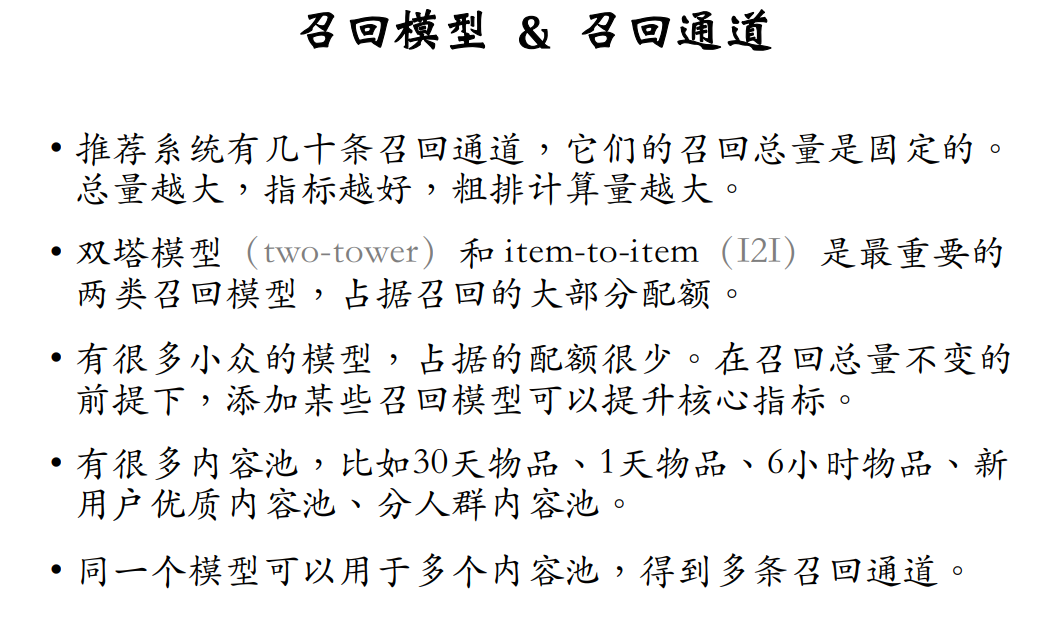 召回模型 & 召回通道
• 推荐系统有几十条召回通道，它们的召回总量是固定的。
总量越大，指标越好，粗排计算量越大。
• 双塔模型（two-tower）和 item-to-item（I2I）是最重要的
两类召回模型，占据召回的大部分配额。
• 有很多小众的模型，占据的配额很少。在召回总量不变的
前提下，添加某些召回模型可以提升核心指标。
• 有很多内容池，比如30天物品、1天物品、6小时物品、新
用户优质内容池、分人群内容池。
• 同一个模型可以用于多个内容池，得到多条召回通道。